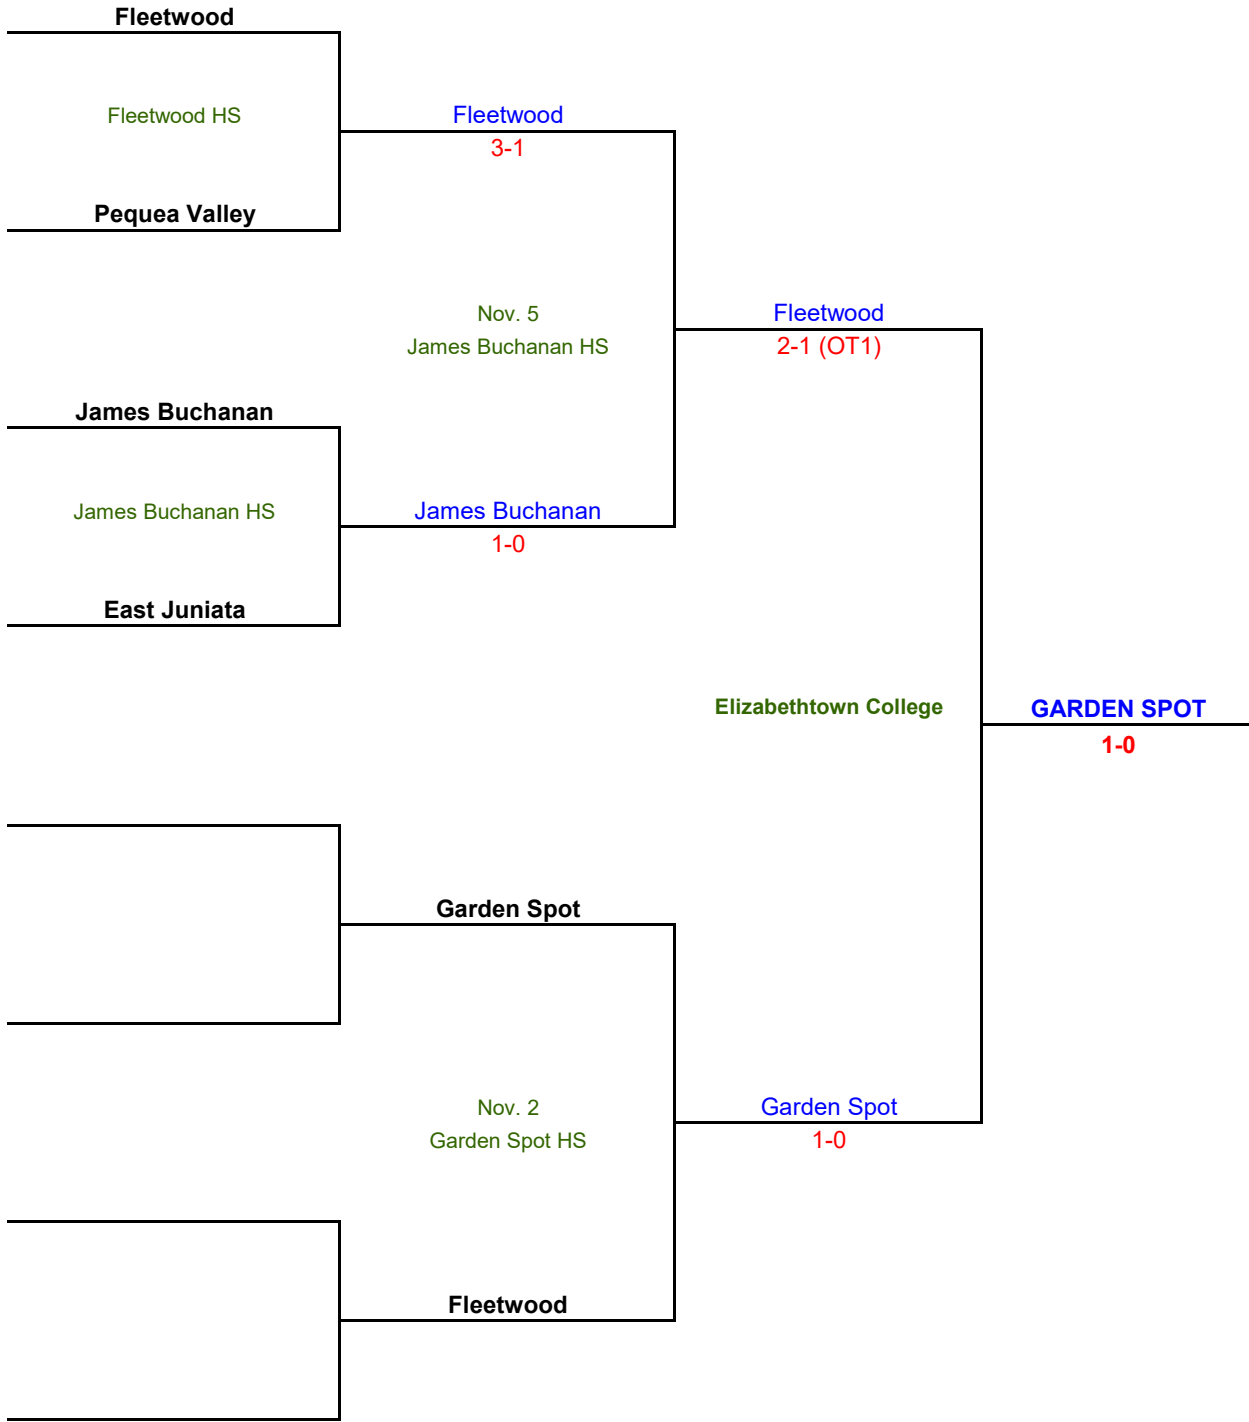 Fleetwood
Fleetwood HS
Fleetwood
3-1
Pequea Valley
Nov. 5
James Buchanan HS
Fleetwood
2-1 (OT1)
James Buchanan
James Buchanan HS
James Buchanan
1-0
East Juniata
Elizabethtown College
GARDEN SPOT
1-0
Garden Spot
Nov. 2
Garden Spot HS
Garden Spot
1-0
Fleetwood